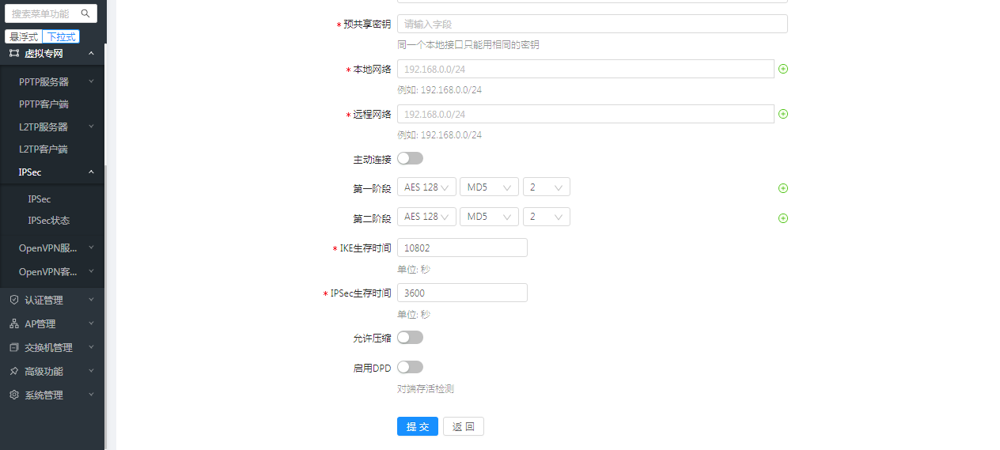 搜索菜单功能
悬浮式 下拉式
虚拟专网
PPTP服务器
PPTP客户端
L2TP服务器
L2TP客户端
IPSec
IPSec
IPSec状态
OpenVPN服...
OpenVPN客...
认证管理
AP管理
交换机管理
高级功能
系统管理
* 预共享密钥 请输入字段
同一个本地接口只能用相同的密钥
* 本地网络 192.168.0.0/24
例如: 192.168.0.0/24
* 远程网络 192.168.0.0/24
例如: 192.168.0.0/24
主动连接
第一阶段 AES 128 MD5 2
第二阶段 AES 128 MD5 2
* IKE生存时间 10802
单位: 秒
* IPSec生存时间 3600
单位: 秒
允许压缩
启用DPD
对端存活检测
提 交 返 回